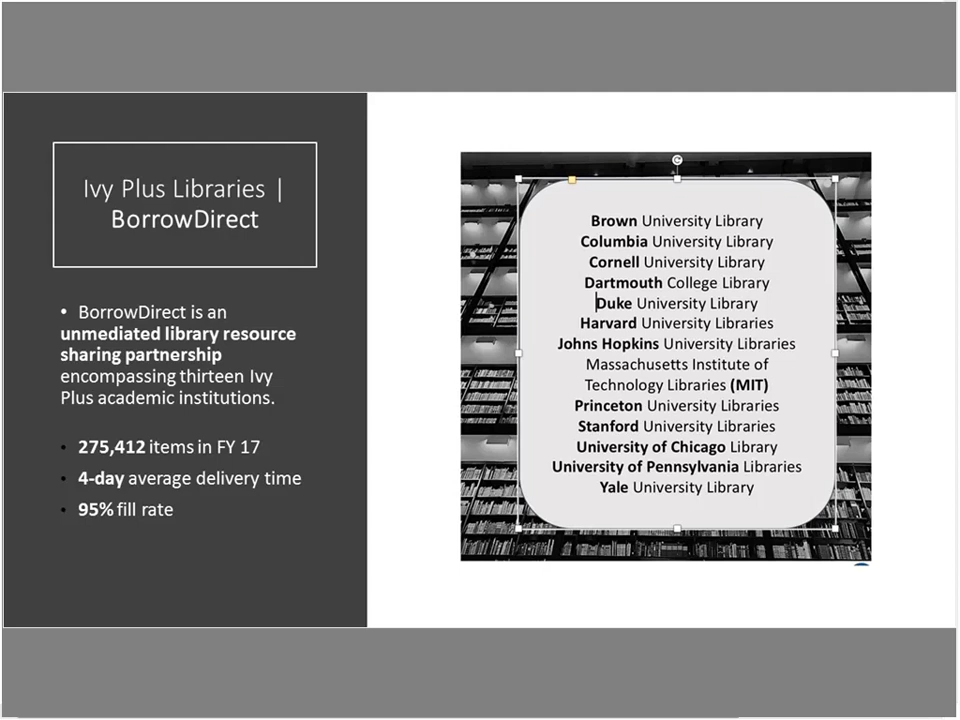 Ivy Plus Libraries |
BorrowDirect
• BorrowDirect is an
unmediated library resource
sharing partnership
encompassing thirteen Ivy
Plus academic institutions.
• 275,412 items in FY 17
• 4-day average delivery time
• 95% fill rate
Brown University Library
Columbia University Library
Cornell University Library
Dartmouth College Library
Duke University Library
Harvard University Libraries
Johns Hopkins University Libraries
Massachusetts Institute of
Technology Libraries (MIT)
Princeton University Libraries
Stanford University Libraries
University of Chicago Library
University of Pennsylvania Libraries
Yale University Library